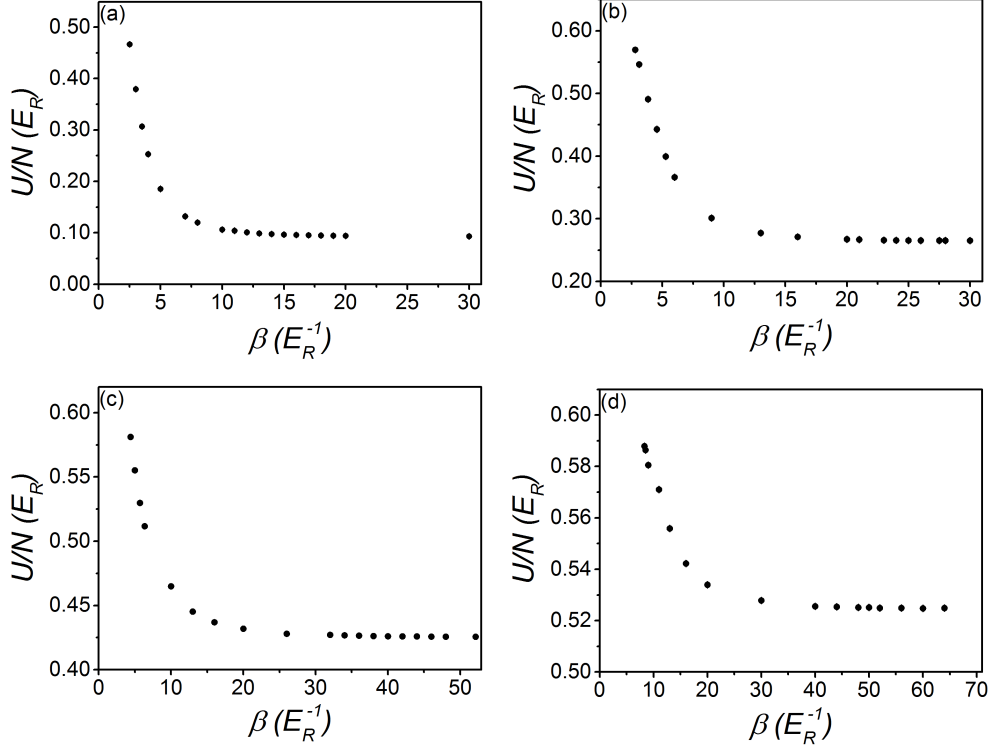 (a)
U/N (E_R)
0.50
0.40
0.30
0.20
0.10
0.00
0 5 10 15 20 25 30
β (E_R^-1)
(b)
U/N (E_R)
0.60
0.50
0.40
0.30
0.20
0 5 10 15 20 25 30
β (E_R^-1)
(c)
U/N (E_R)
0.60
0.55
0.50
0.45
0.40
0 10 20 30 40 50
β (E_R^-1)
(d)
U/N (E_R)
0.60
0.58
0.56
0.54
0.52
0.50
0 10 20 30 40 50 60 70
β (E_R^-1)